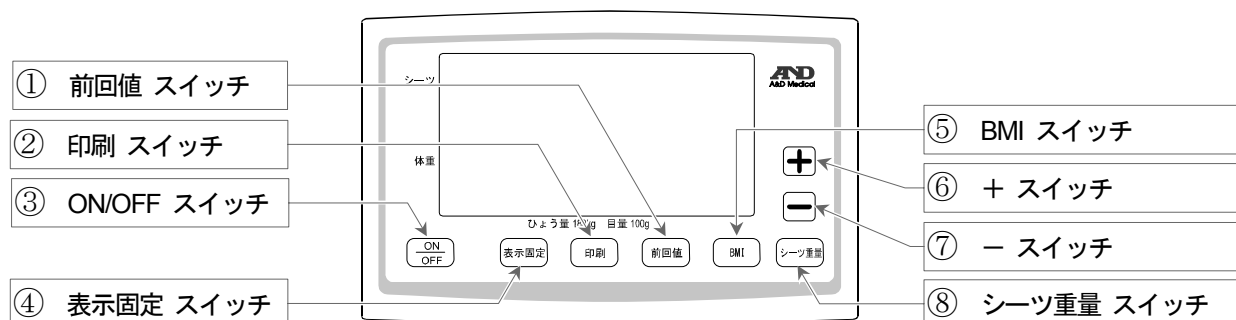 ① 前回値 スイッチ
② 印刷 スイッチ
③ ON/OFF スイッチ
④ 表示固定 スイッチ
シーツ
体重
AND
A&D Medical
ひょう量 180kg 目量 100g
ON
OFF
表示固定
印刷
前回値
BMI
シーツ重量
⑤ BMI スイッチ
⑥ + スイッチ
⑦ - スイッチ
⑧ シーツ重量 スイッチ